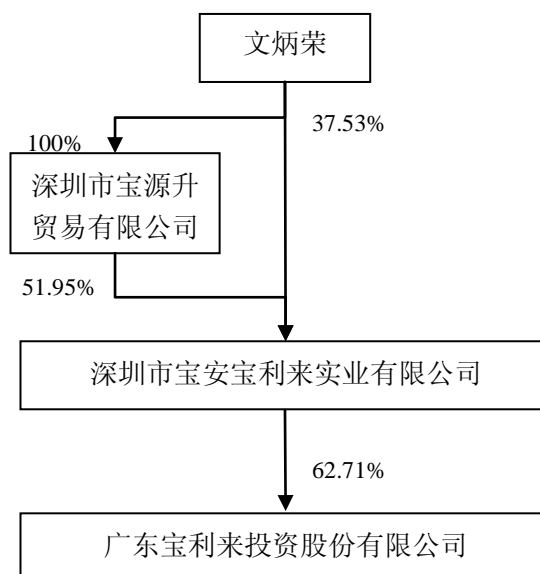 文炳荣
37.53%
100%
深圳市宝源升
贸易有限公司
51.95%
深圳市宝安宝利来实业有限公司
62.71%
广东宝利来投资股份有限公司